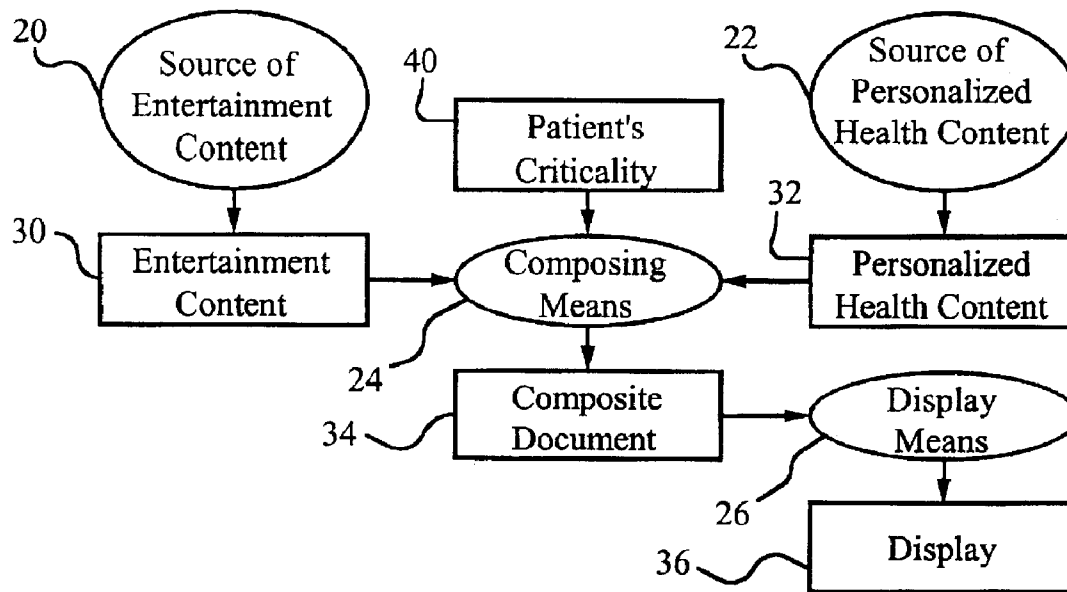 20
Source of
Entertainment
Content
40
Patient's
Criticality
22
Source of
Personalized
Health Content
30
Entertainment
Content
Composing
Means
24
32
Personalized
Health Content
34
Composite
Document
Display
Means
26
36
Display